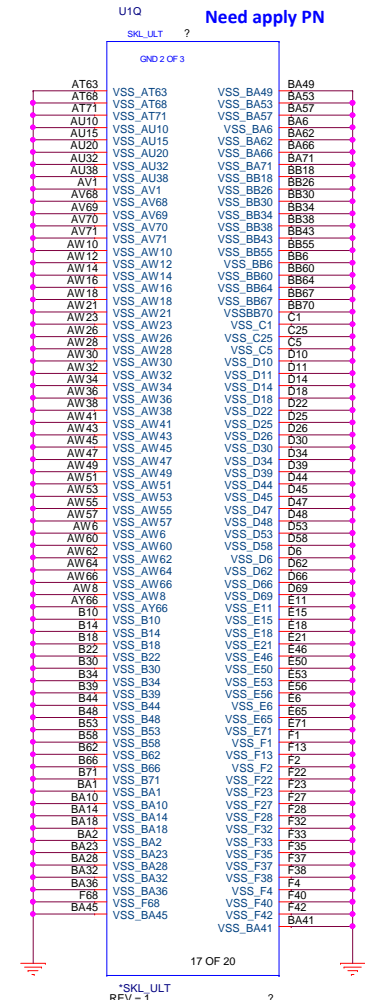 U1Q
Need apply PN
SKL_ULT ?
GND 2 OF 3
AT63 VSS_AT63 VSS_BA49 BA49
AT68 VSS_AT68 VSS_BA53 BA53
AT71 VSS_AT71 VSS_BA57 BA57
AU10 VSS_AU10 VSS_BA6 BA6
AU15 VSS_AU15 VSS_BA62 BA62
AU20 VSS_AU20 VSS_BA66 BA66
AU32 VSS_AU32 VSS_BA71 BA71
AU38 VSS_AU38 VSS_BB18 BB18
AV1 VSS_AV1 VSS_BB26 BB26
AV68 VSS_AV68 VSS_BB30 BB30
AV69 VSS_AV69 VSS_BB34 BB34
AV70 VSS_AV70 VSS_BB38 BB38
AV71 VSS_AV71 VSS_BB43 BB43
AW10 VSS_AW10 VSS_BB55 BB55
AW12 VSS_AW12 VSS_BB6 BB6
AW14 VSS_AW14 VSS_BB60 BB60
AW16 VSS_AW16 VSS_BB64 BB64
AW18 VSS_AW18 VSS_BB67 BB67
AW21 VSS_AW21 VSSBB70 BB70
AW23 VSS_AW23 VSS_C1 C1
AW26 VSS_AW26 VSS_C25 C25
AW28 VSS_AW28 VSS_C5 C5
AW30 VSS_AW30 VSS_D10 D10
AW32 VSS_AW32 VSS_D11 D11
AW34 VSS_AW34 VSS_D14 D14
AW36 VSS_AW36 VSS_D18 D18
AW38 VSS_AW38 VSS_D22 D22
AW41 VSS_AW41 VSS_D25 D25
AW43 VSS_AW43 VSS_D26 D26
AW45 VSS_AW45 VSS_D30 D30
AW47 VSS_AW47 VSS_D34 D34
AW49 VSS_AW49 VSS_D39 D39
AW51 VSS_AW51 VSS_D44 D44
AW53 VSS_AW53 VSS_D45 D45
AW55 VSS_AW55 VSS_D47 D47
AW57 VSS_AW57 VSS_D48 D48
AW6 VSS_AW6 VSS_D53 D53
AW60 VSS_AW60 VSS_D58 D58
AW62 VSS_AW62 VSS_D6 D6
AW64 VSS_AW64 VSS_D62 D62
AW66 VSS_AW66 VSS_D66 D66
AW8 VSS_AW8 VSS_D69 D69
AY66 VSS_AY66 VSS_E11 E11
B10 VSS_B10 VSS_E15 E15
B14 VSS_B14 VSS_E18 E18
B18 VSS_B18 VSS_E21 E21
B22 VSS_B22 VSS_E46 E46
B30 VSS_B30 VSS_E50 E50
B34 VSS_B34 VSS_E53 E53
B39 VSS_B39 VSS_E56 E56
B44 VSS_B44 VSS_E6 E6
B48 VSS_B48 VSS_E65 E65
B53 VSS_B53 VSS_E71 E71
B58 VSS_B58 VSS_F1 F1
B62 VSS_B62 VSS_F13 F13
B66 VSS_B66 VSS_F2 F2
B71 VSS_B71 VSS_F22 F22
BA1 VSS_BA1 VSS_F23 F23
BA10 VSS_BA10 VSS_F27 F27
BA14 VSS_BA14 VSS_F28 F28
BA18 VSS_BA18 VSS_F32 F32
BA2 VSS_BA2 VSS_F33 F33
BA23 VSS_BA23 VSS_F35 F35
BA28 VSS_BA28 VSS_F37 F37
BA32 VSS_BA32 VSS_F38 F38
BA36 VSS_BA36 VSS_F4 F4
F68 VSS_F68 VSS_F40 F40
BA45 VSS_BA45 VSS_F42 F42
VSS_BA41 BA41
17 OF 20
*SKL_ULT
REV = 1 ?